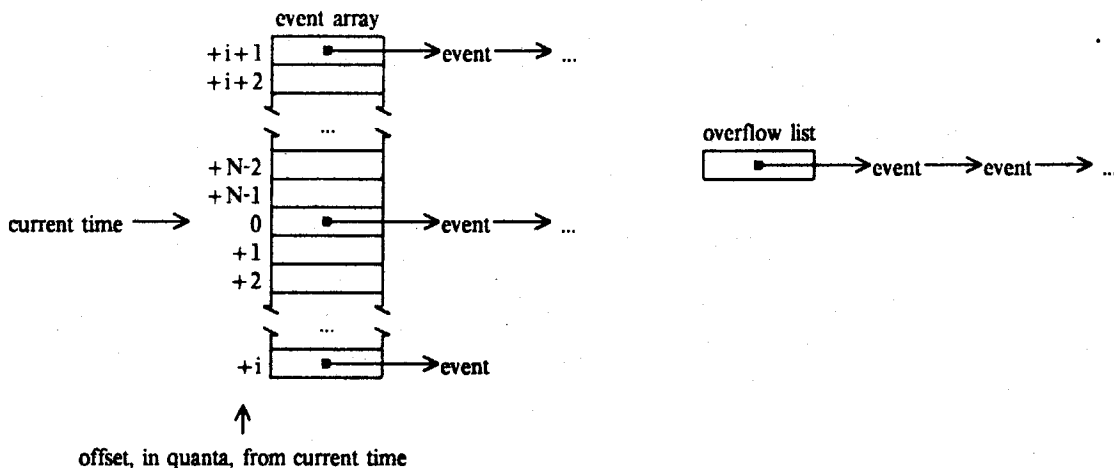 event array
+i+1
event
...
+i+2
...
overflow list
+N-2
event
event
...
+N-1
current time
0
event
...
+1
+2
...
+i
event
offset, in quanta, from current time